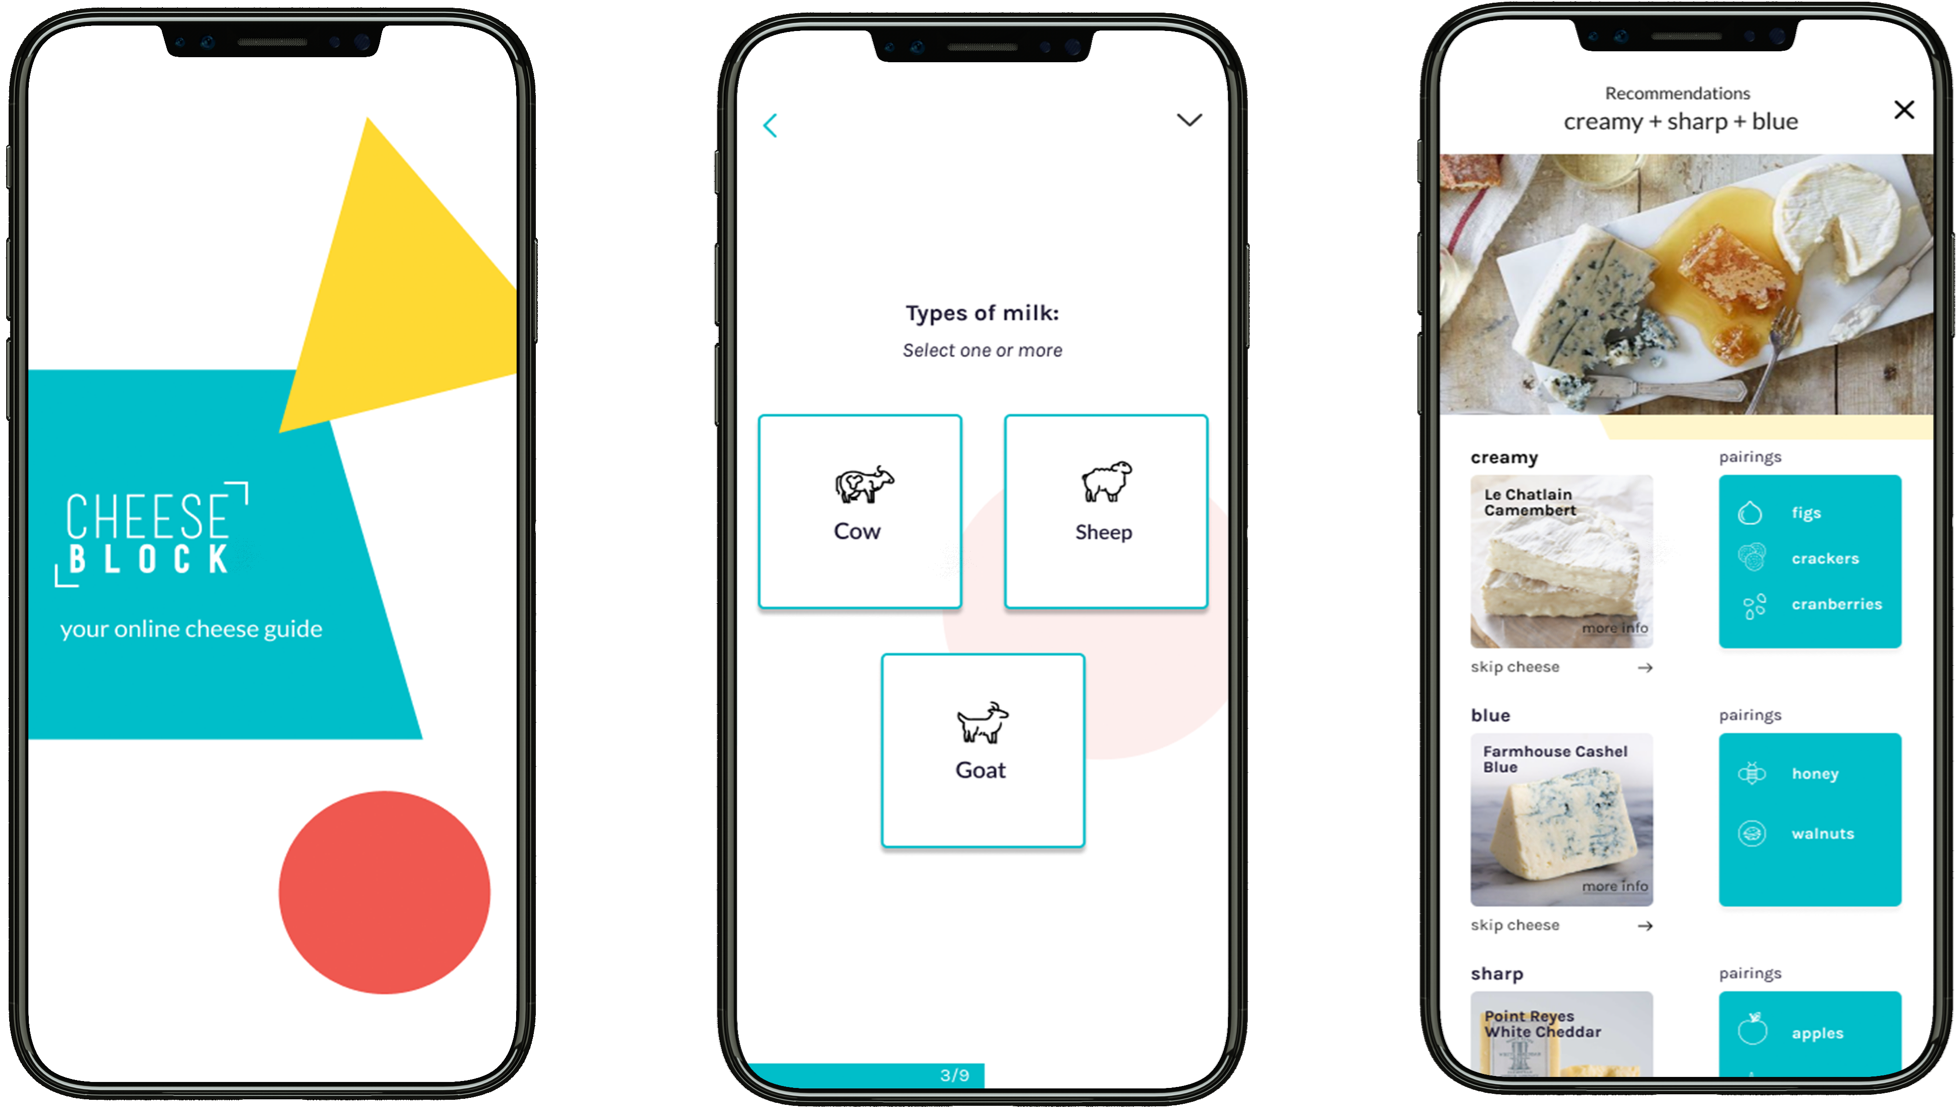 CHEESE
BLOCK
your online cheese guide
Types of milk:
Select one or more
Cow
Sheep
Goat
3/9
Recommendations
creamy + sharp + blue
creamy
pairings
Le Chatlain
Camembert
more info
figs
crackers
cranberries
skip cheese
blue
pairings
Farmhouse Cashel
Blue
more info
honey
walnuts
skip cheese
sharp
pairings
Point Reyes
White Cheddar
apples